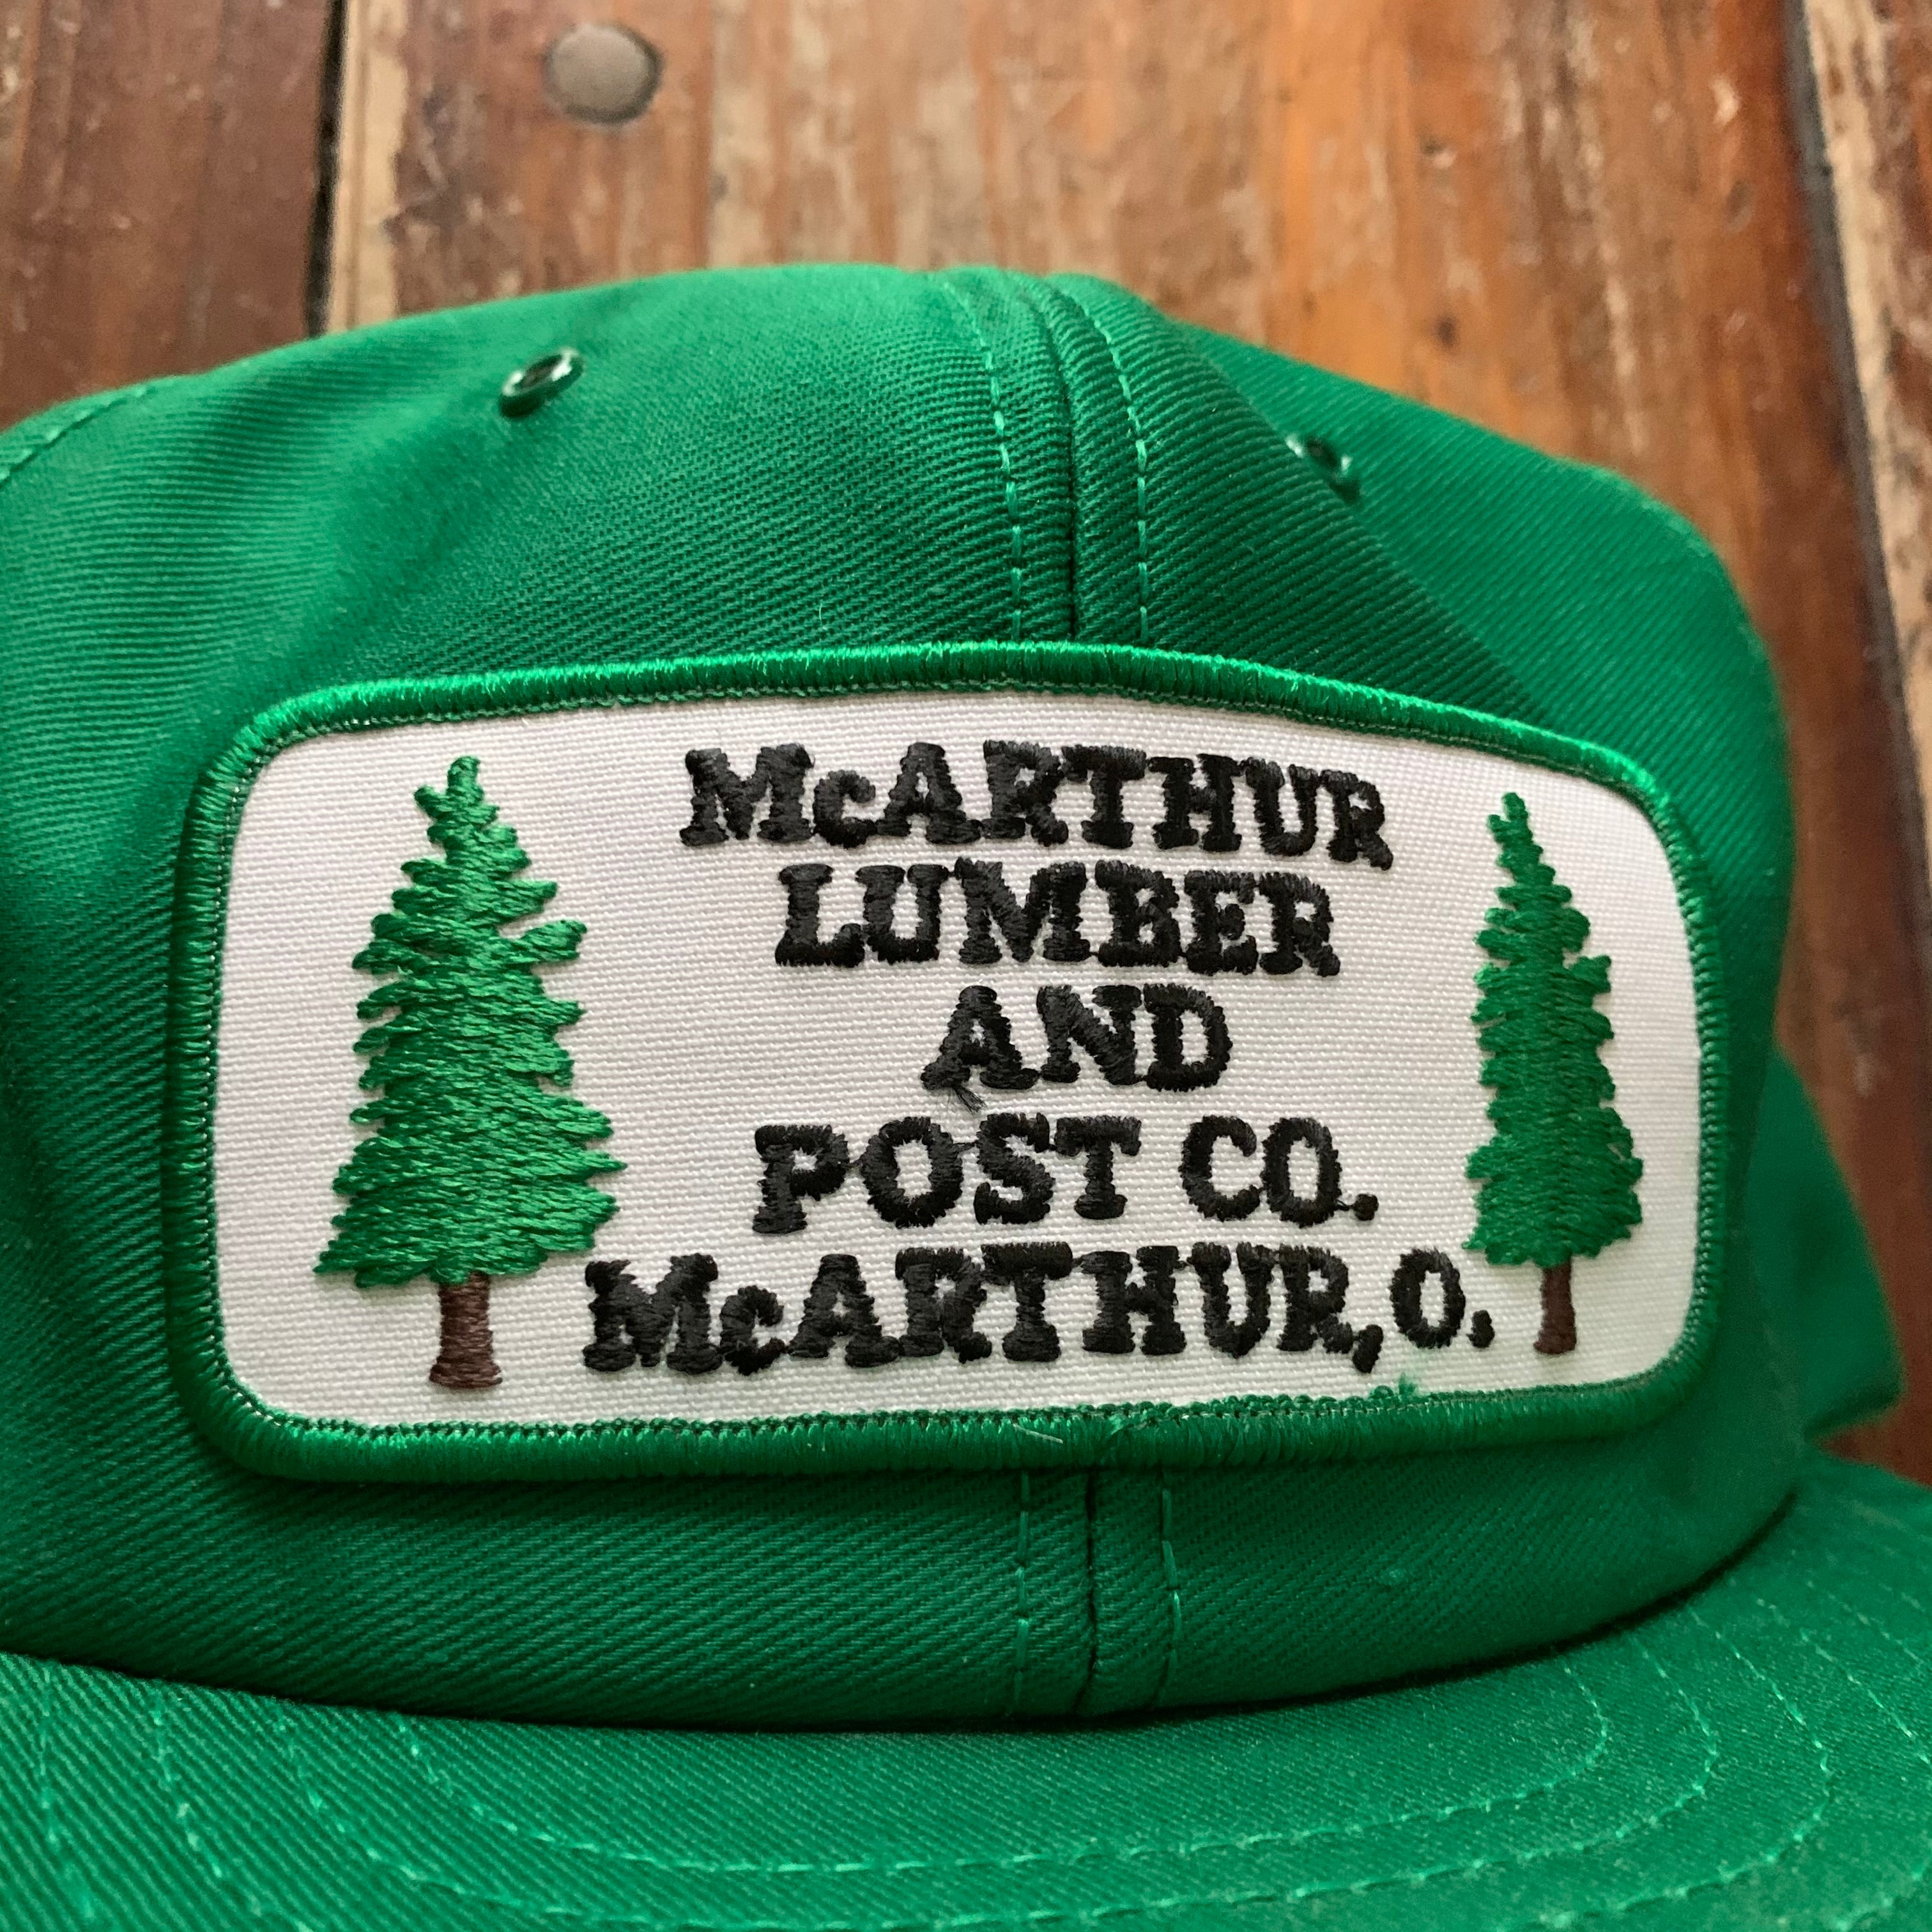 McARTHUR
LUMBER
AND
POST CO.
McARTHUR, O.